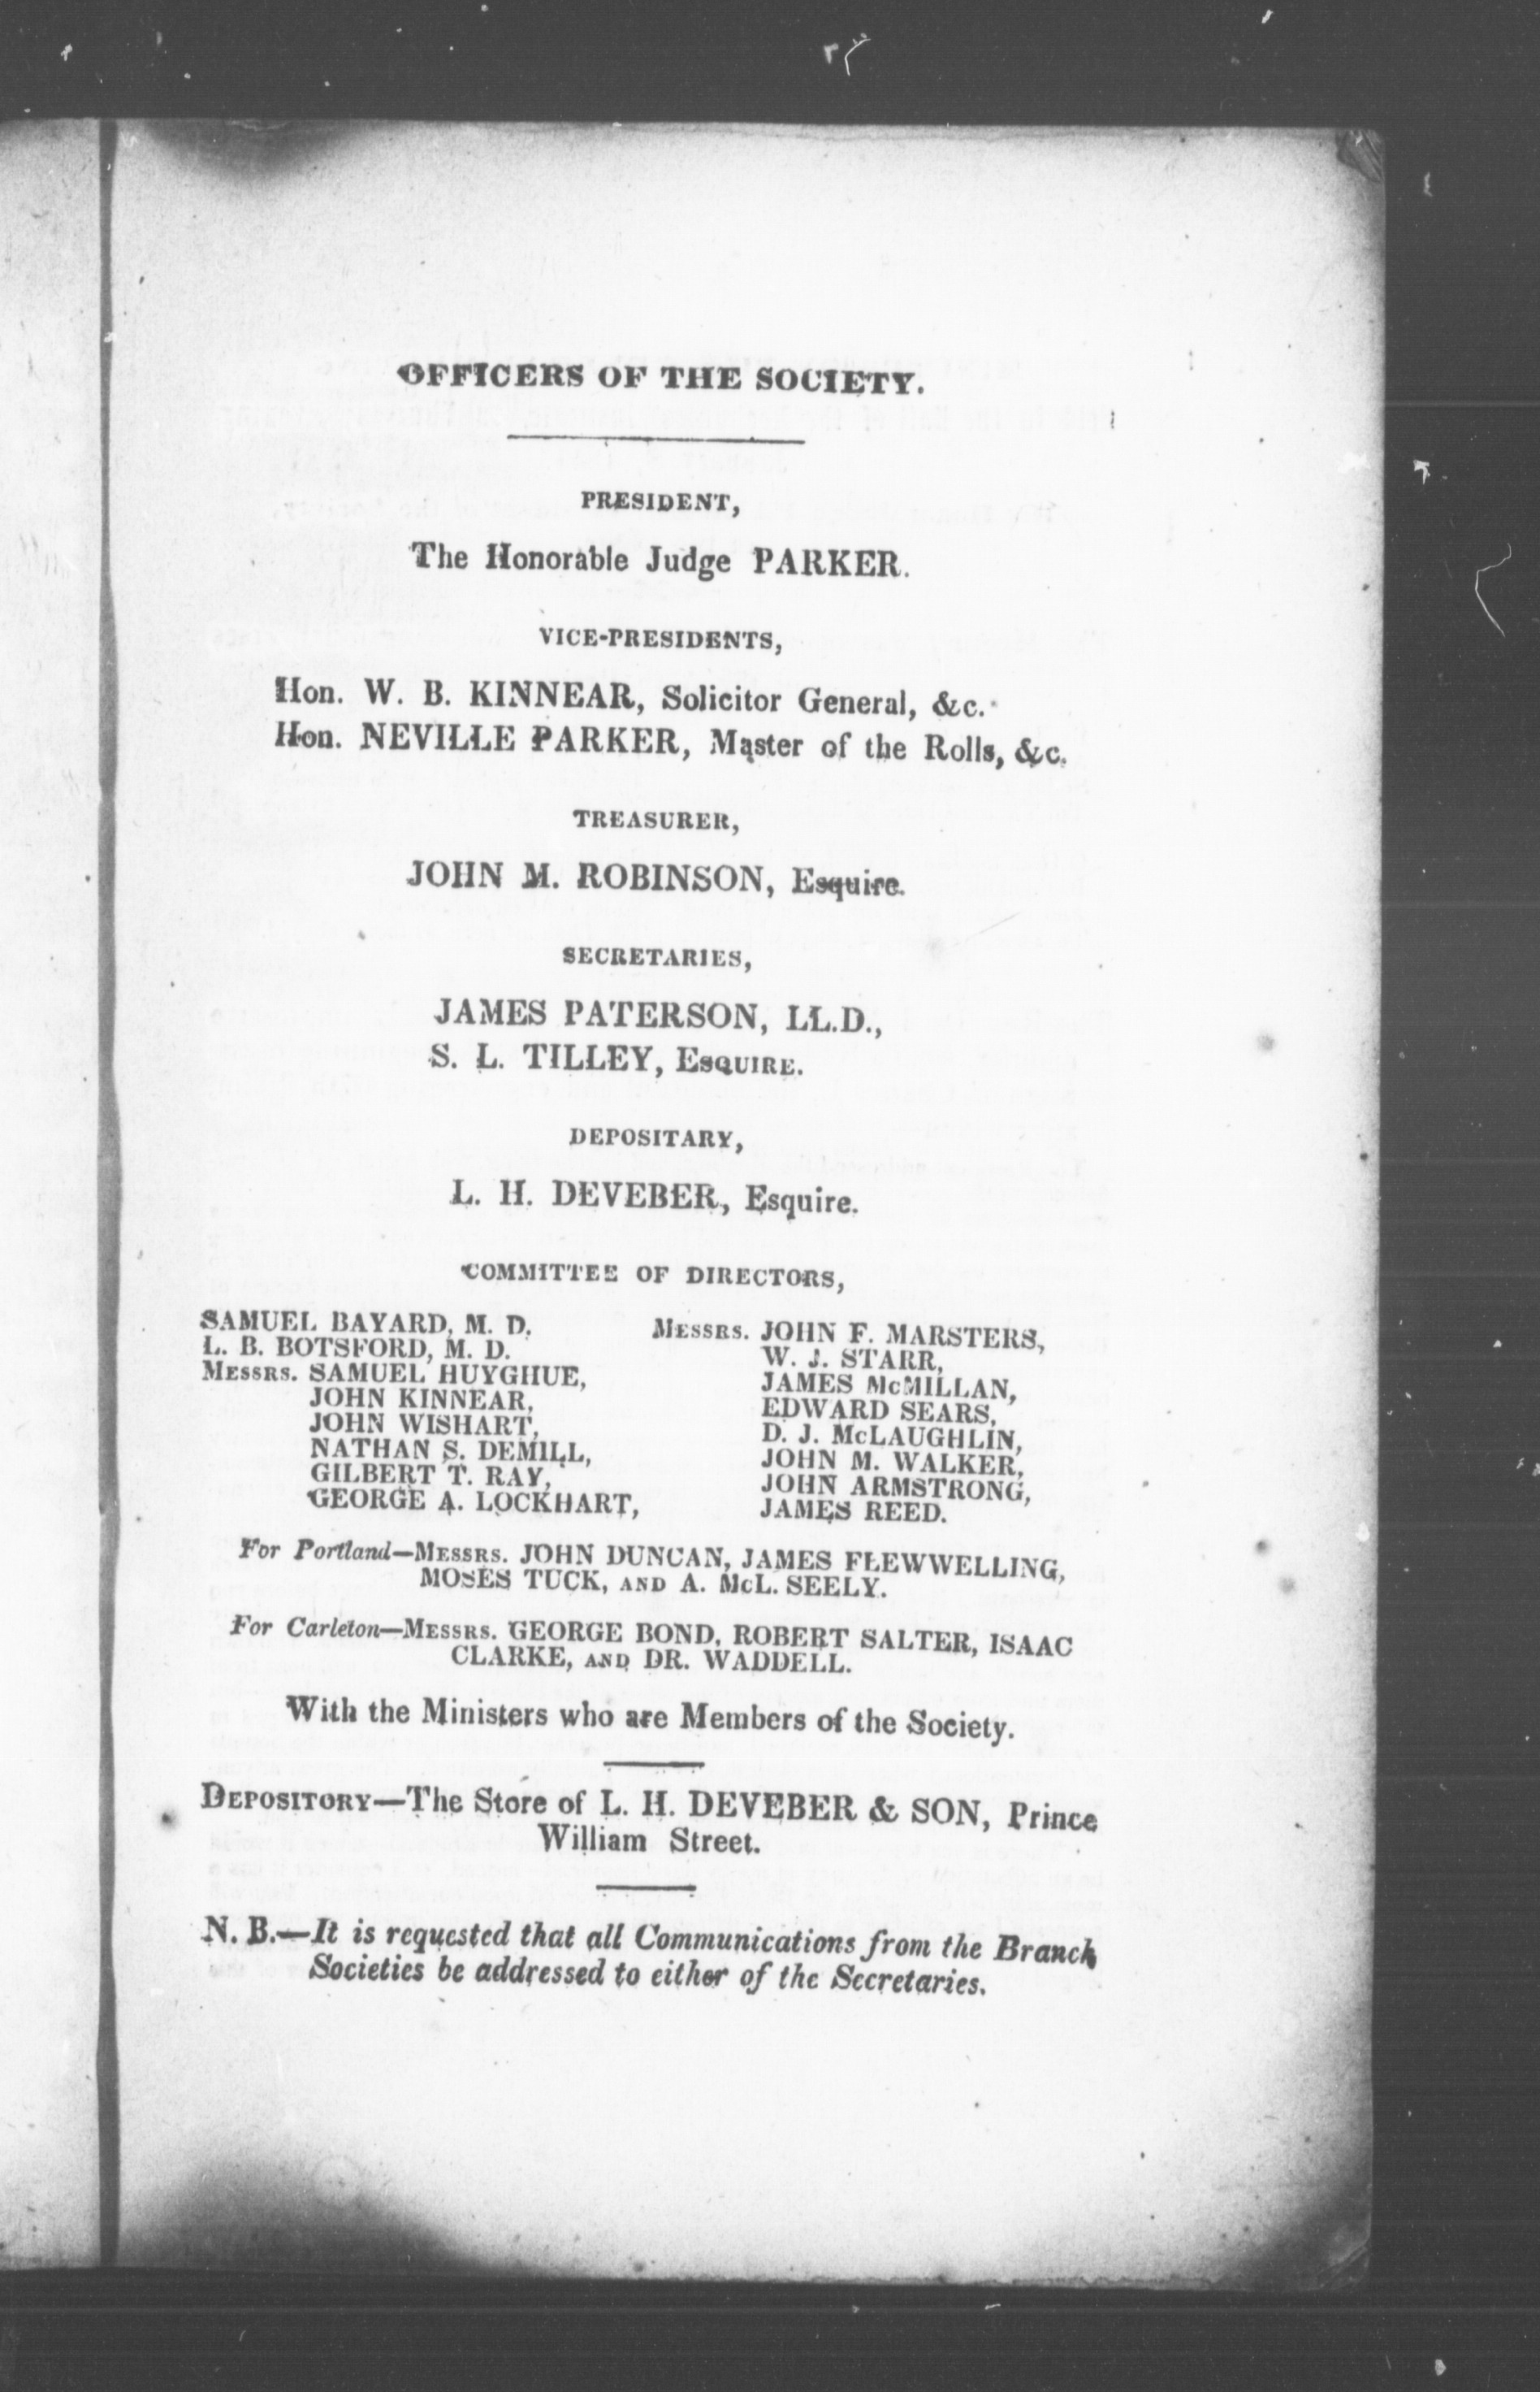 OFFICERS OF THE SOCIETY.
PRESIDENT,
The Honorable Judge PARKER.
VICE-PRESIDENTS,
Hon. W. B. KINNEAR, Solicitor General, &c.
Hon. NEVILLE PARKER, Master of the Rolls, &c.
TREASURER,
JOHN M. ROBINSON, Esquire.
SECRETARIES,
JAMES PATERSON, LL.D.,
S. L. TILLEY, ESQUIRE.
DEPOSITARY,
L. H. DEVEBER, Esquire.
COMMITTEE OF DIRECTORS,
SAMUEL BAYARD, M. D.
L. B. BOTSFORD, M. D.
MESSRS. SAMUEL HUYGHUE,
JOHN KINNEAR,
JOHN WISHART,
NATHAN S. DEMILL,
GILBERT T. RAY,
GEORGE A. LOCKHART,
MESSRS. JOHN F. MARSTERS,
W. J. STARR,
JAMES McMILLAN,
EDWARD SEARS,
D. J. McLAUGHLIN,
JOHN M. WALKER,
JOHN ARMSTRONG,
JAMES REED.
For Portland—MESSRS. JOHN DUNCAN, JAMES FLEWWELLING,
MOSES TUCK, AND A. McL. SEELY.
For Carleton—MESSRS. GEORGE BOND, ROBERT SALTER, ISAAC
CLARKE, AND DR. WADDELL.
With the Ministers who are Members of the Society.
DEPOSITORY—The Store of L. H. DEVEBER & SON, Prince
William Street.
N. B.—It is requested that all Communications from the Branch
Societies be addressed to either of the Secretaries.